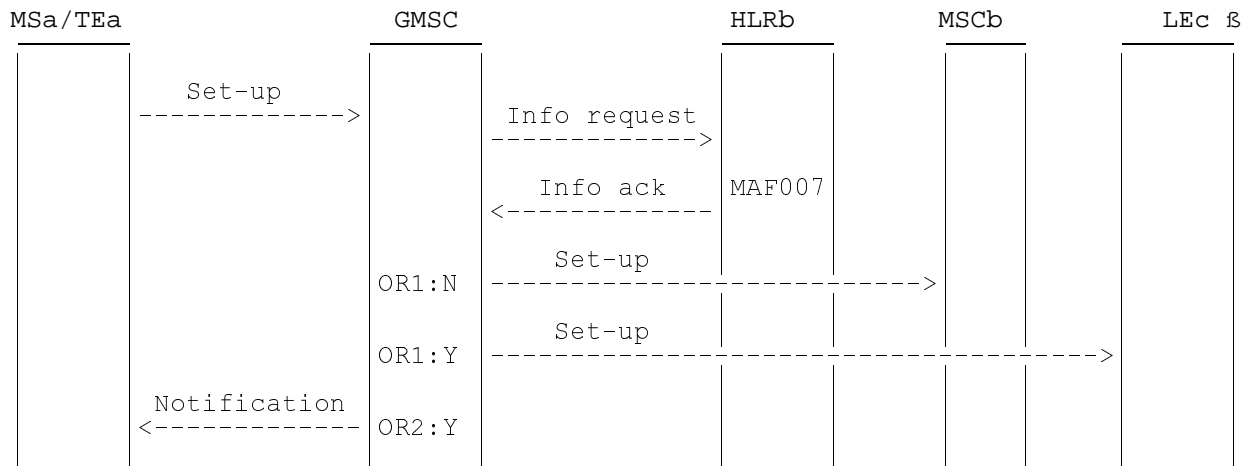 MSa/TEa GMSC HLRb MSCb LEc ß
Set-up
------------->
Info request
------------->
Info ack MAF007
<-------------
Set-up
OR1:N --------------------------->
Set-up
OR1:Y -------------------------------------->
Notification
<------------- OR2:Y